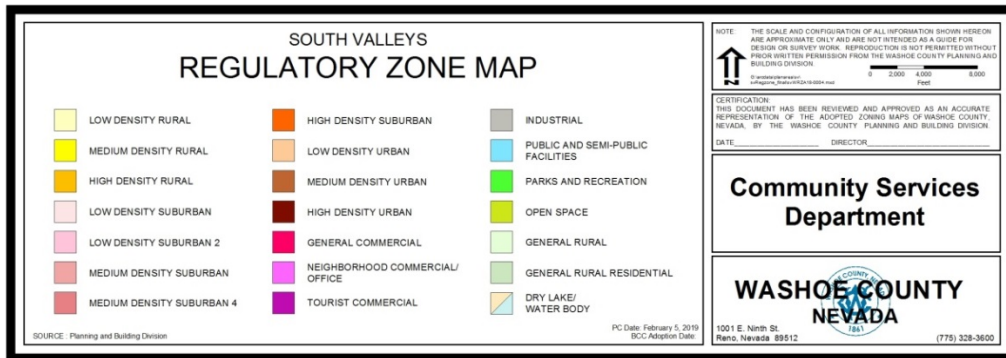 SOUTH VALLEYS
REGULATORY ZONE MAP
LOW DENSITY RURAL
MEDIUM DENSITY RURAL
HIGH DENSITY RURAL
LOW DENSITY SUBURBAN
LOW DENSITY SUBURBAN 2
MEDIUM DENSITY SUBURBAN
MEDIUM DENSITY SUBURBAN 4
HIGH DENSITY SUBURBAN
LOW DENSITY URBAN
MEDIUM DENSITY URBAN
HIGH DENSITY URBAN
GENERAL COMMERCIAL
NEIGHBORHOOD COMMERCIAL/
OFFICE
TOURIST COMMERCIAL
INDUSTRIAL
PUBLIC AND SEMI-PUBLIC
FACILITIES
PARKS AND RECREATION
OPEN SPACE
GENERAL RURAL
GENERAL RURAL RESIDENTIAL
DRY LAKE/
WATER BODY
SOURCE : Planning and Building Division
PC Date: February 5, 2019
BCC Adoption Date:
NOTE: THE SCALE AND CONFIGURATION OF ALL INFORMATION SHOWN HEREON
ARE APPROXIMATE ONLY AND ARE NOT INTENDED AS A GUIDE FOR
DESIGN OR SURVEY WORK. REPRODUCTION IS NOT PERMITTED WITHOUT
PRIOR WRITTEN PERMISSION FROM THE WASHOE COUNTY PLANNING AND
BUILDING DIVISION.
N
0 2,000 4,000 8,000
Feet
CERTIFICATION:
THIS DOCUMENT HAS BEEN REVIEWED AND APPROVED AS AN ACCURATE
REPRESENTATION OF THE ADOPTED ZONING MAPS OF WASHOE COUNTY,
NEVADA, BY THE WASHOE COUNTY PLANNING AND BUILDING DIVISION.
DATE DIRECTOR
Community Services
Department
WASHOE COUNTY
NEVADA
1861
1001 E. Ninth St.
Reno, Nevada 89512
(775) 328-3600